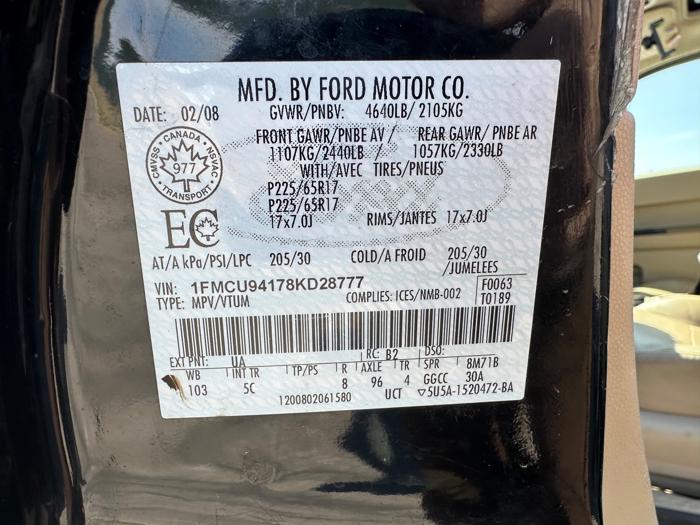 MFD. BY FORD MOTOR CO.
DATE: 02/08 GVWR/PNBV: 4640LB/ 2105KG
FRONT GAWR/PNBE AV / REAR GAWR/ PNBE AR
1107KG/2440LB / 1057KG/2330LB
WITH/AVEC TIRES/PNEUS
P225/65R17
P225/65R17
17x7.0J RIMS/JANTES 17x7.0J
CMVSS · CANADA · NSVAC
977
TRANSPORT
EC
AT/A kPa/PSI/LPC 205/30 COLD/A FROID 205/30
/JUMELEES
VIN: 1FMCU94178KD28777 F0063
TYPE: MPV/VTUM COMPLIES: ICES/NMB-002 T0189
EXT PNT: UA RC: B2 DSO:
WB INT TR TP/PS R AXLE TR SPR 8M71B
103 5C 8 96 4 GGCC 30A
1200802061580 UCT ▽5U5A-1520472-BA